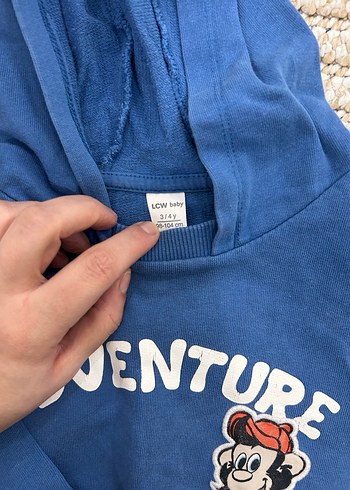 LCW baby
3/4 y
98-104 cm
VENTURE